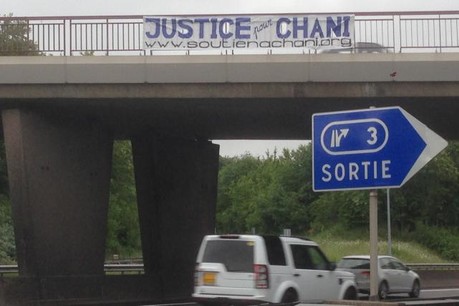 JUSTICE pour CHANI
www.soutienachani.org
3
SORTIE